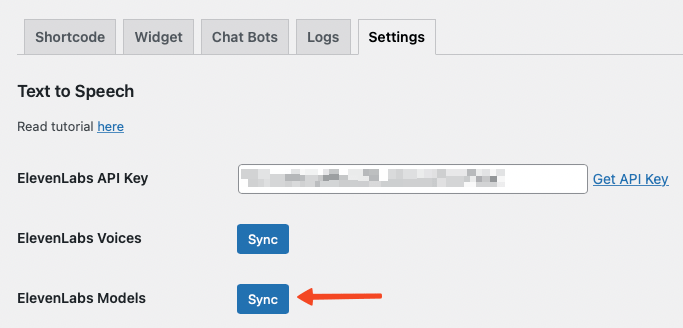 Shortcode Widget Chat Bots Logs Settings
Text to Speech
Read tutorial here
ElevenLabs API Key Get API Key
ElevenLabs Voices Sync
ElevenLabs Models Sync